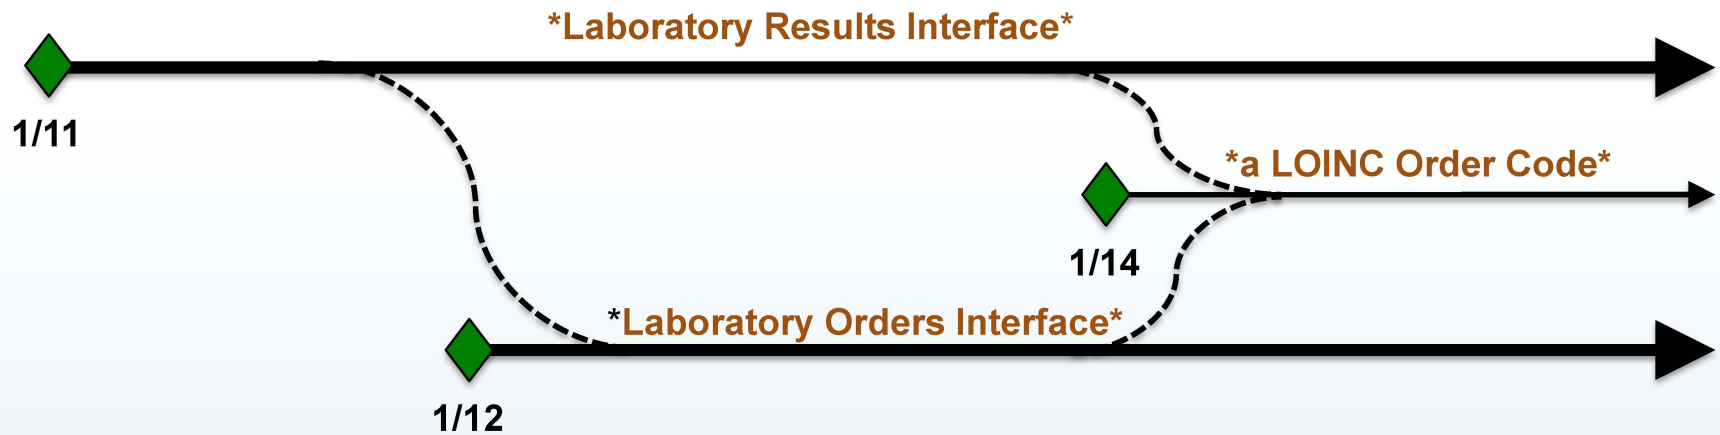 *Laboratory Results Interface*
1/11
*a LOINC Order Code*
1/14
*Laboratory Orders Interface*
1/12